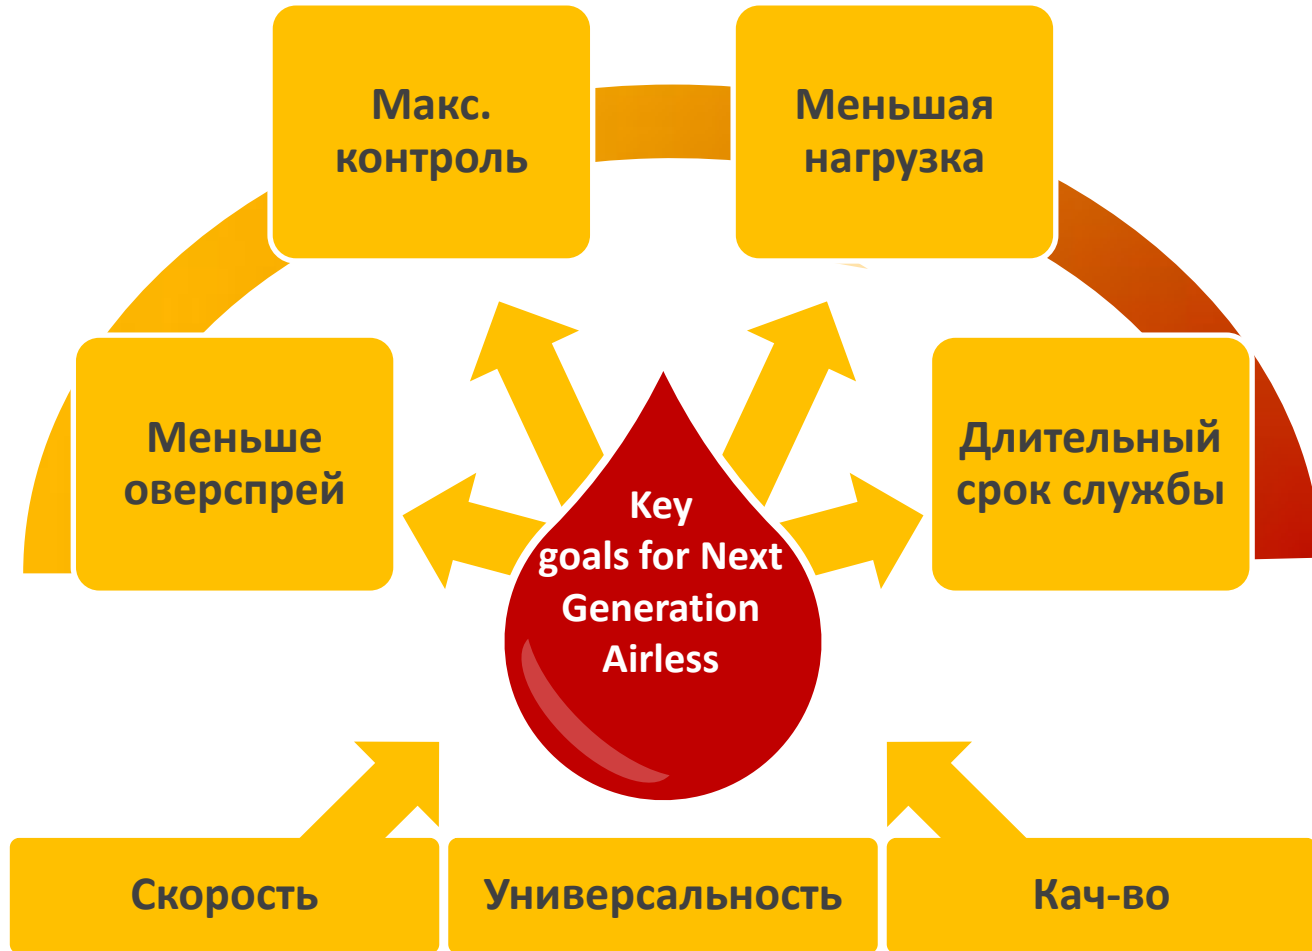 Макс.
контроль
Меньшая
нагрузка
Меньше
оверспрей
Длительный
срок службы
Key
goals for Next
Generation
Airless
Скорость
Универсальность
Кач-во